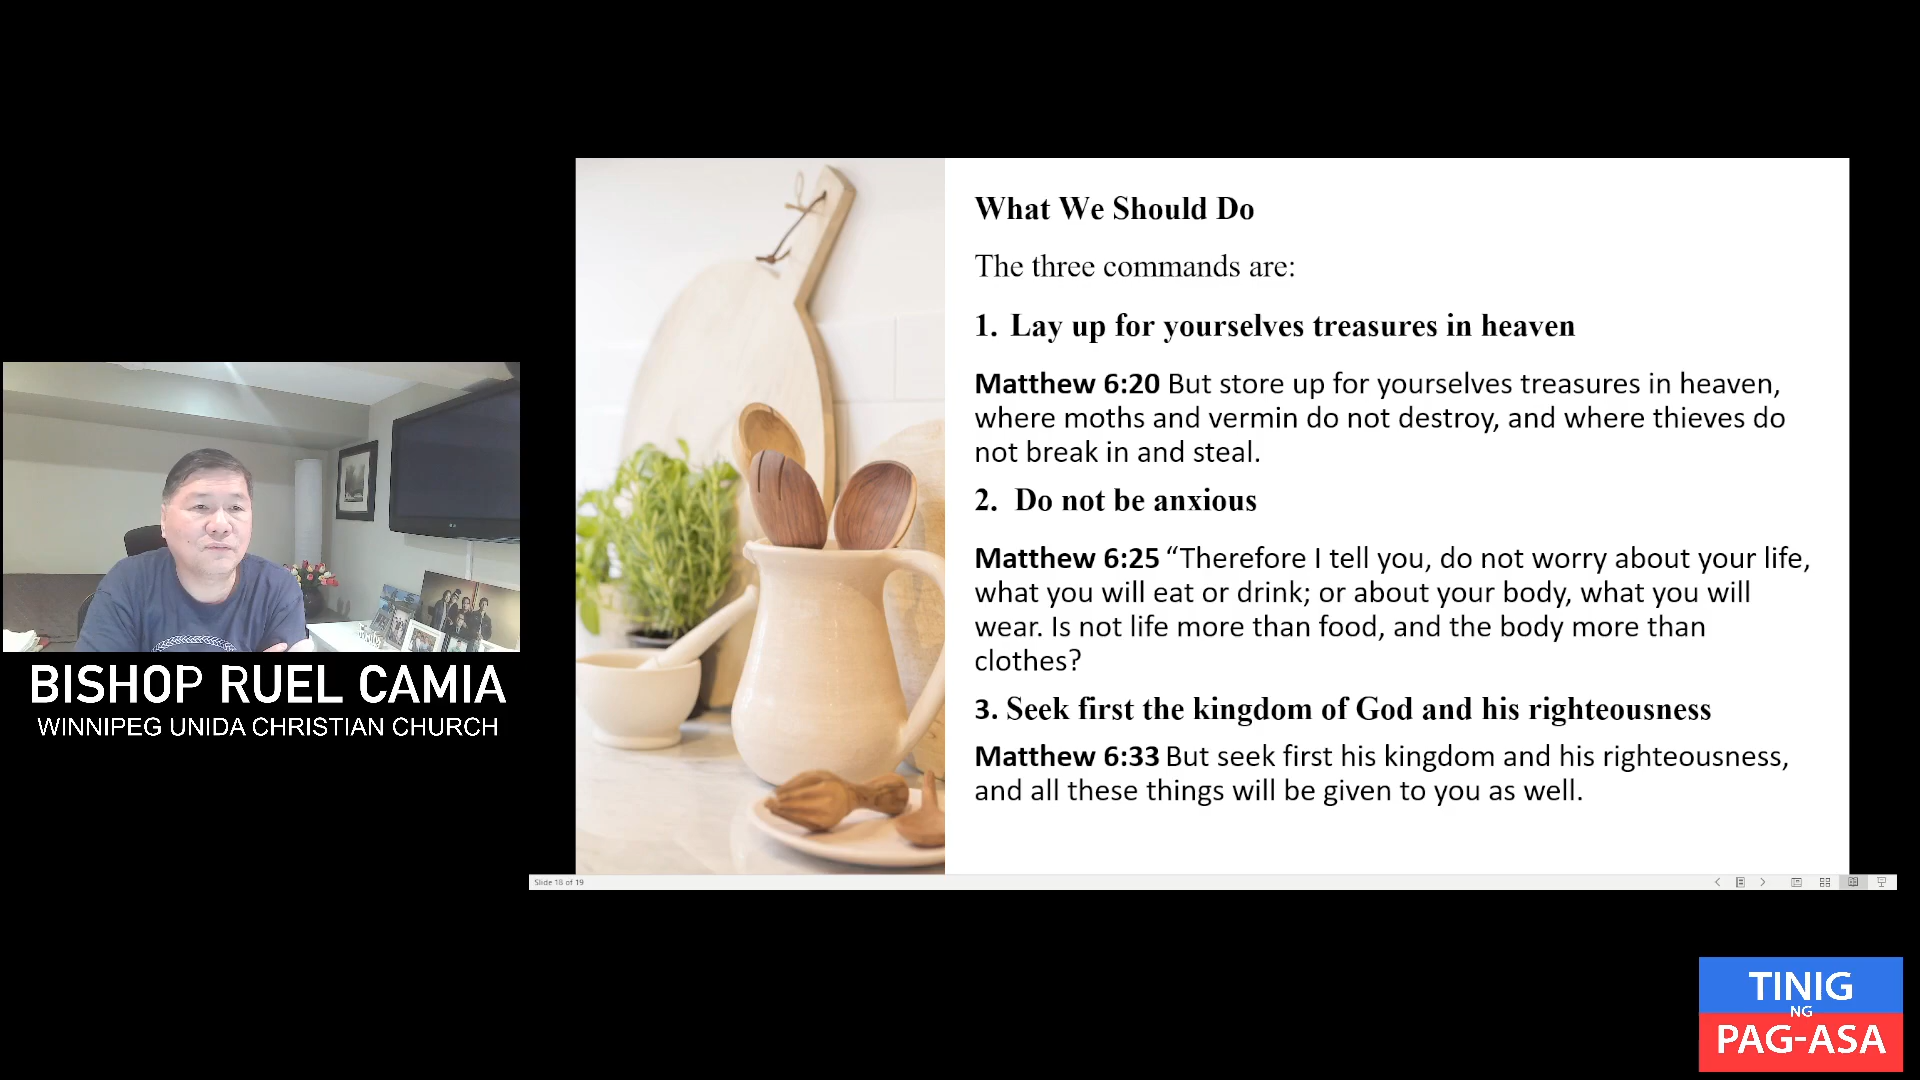 What We Should Do
The three commands are:
1. Lay up for yourselves treasures in heaven
Matthew 6:20 But store up for yourselves treasures in heaven,
where moths and vermin do not destroy, and where thieves do
not break in and steal.
2. Do not be anxious
Matthew 6:25 “Therefore I tell you, do not worry about your life,
what you will eat or drink; or about your body, what you will
wear. Is not life more than food, and the body more than
clothes?
3. Seek first the kingdom of God and his righteousness
Matthew 6:33 But seek first his kingdom and his righteousness,
and all these things will be given to you as well.
BISHOP RUEL CAMIA
WINNIPEG UNIDA CHRISTIAN CHURCH
Slide 18 of 19
TINIG
NG
PAG-ASA